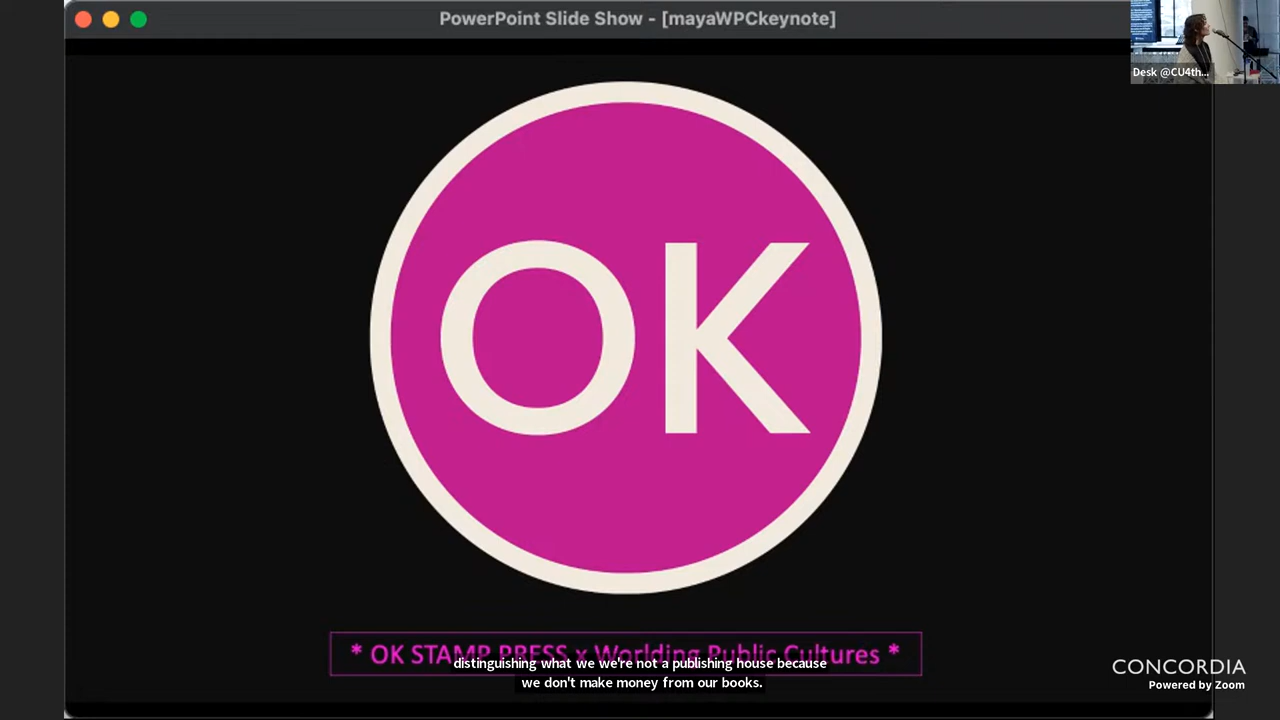 PowerPoint Slide Show - [mayaWPCkeynote]
Desk @CU4th...
OK
* OK STAMP PRESS x Worlding Public Cultures *
distinguishing what we we're not a publishing house because
we don't make money from our books.
CONCORDIA
Powered by Zoom